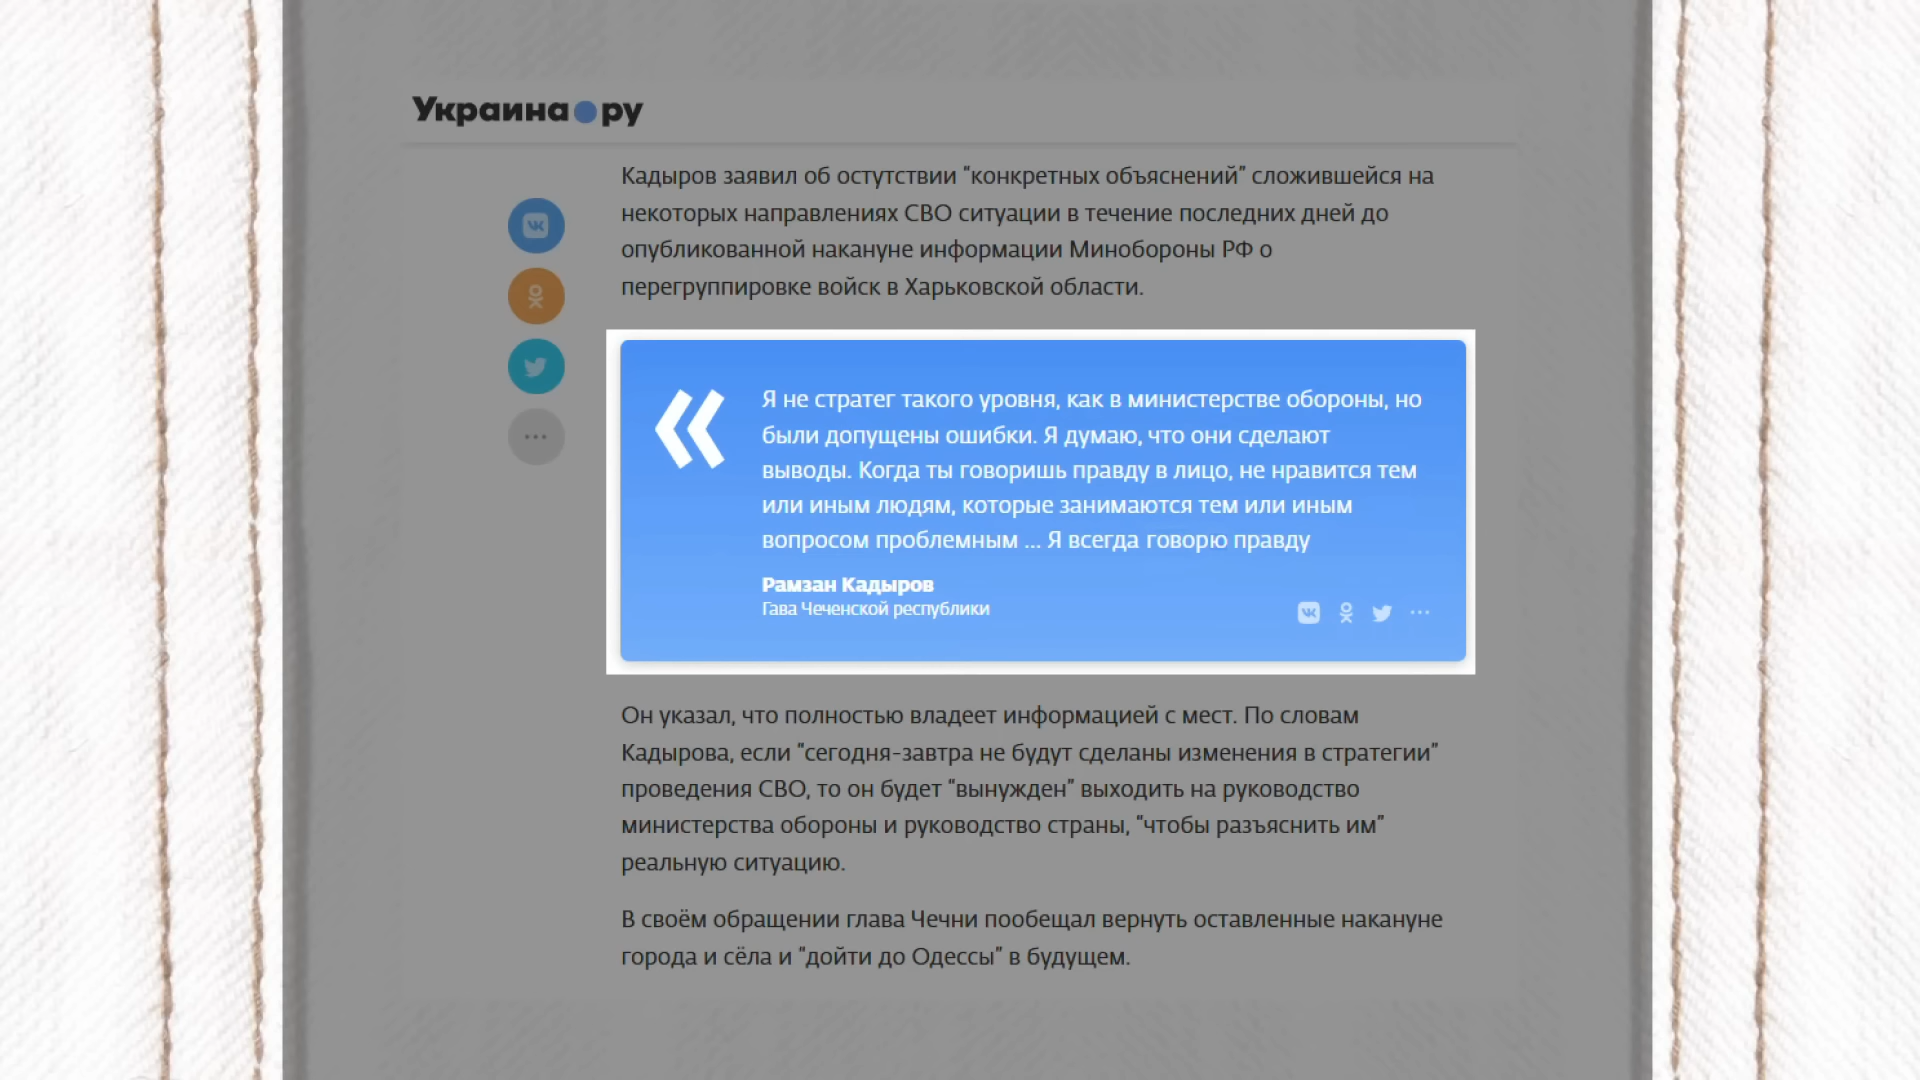 Украина ру
Кадыров заявил об остутствии “конкретных объяснений” сложившейся на
некоторых направлениях СВО ситуации в течение последних дней до
опубликованной накануне информации Минобороны РФ о
перегруппировке войск в Харьковской области.
«
Я не стратег такого уровня, как в министерстве обороны, но
были допущены ошибки. Я думаю, что они сделают
выводы. Когда ты говоришь правду в лицо, не нравится тем
или иным людям, которые занимаются тем или иным
вопросом проблемным ... Я всегда говорю правду
Рамзан Кадыров
Гава Чеченской республики
Он указал, что полностью владеет информацией с мест. По словам
Кадырова, если “сегодня-завтра не будут сделаны изменения в стратегии”
проведения СВО, то он будет “вынужден” выходить на руководство
министерства обороны и руководство страны, “чтобы разъяснить им”
реальную ситуацию.
В своём обращении глава Чечни пообещал вернуть оставленные накануне
города и сёла и “дойти до Одессы” в будущем.